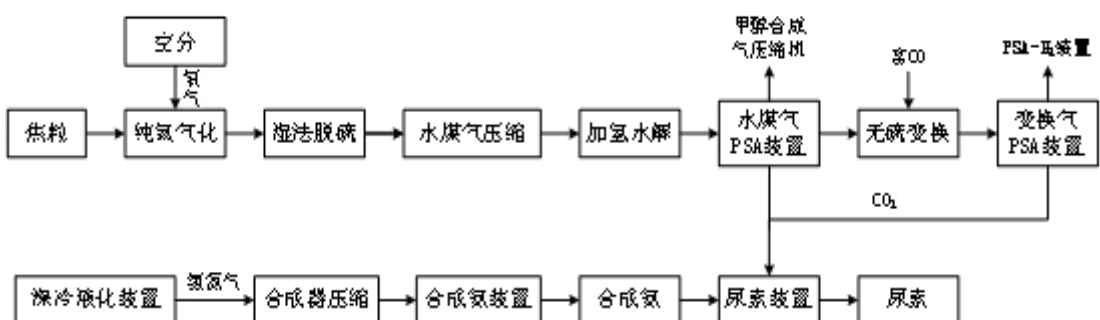 空分
氧气
甲醇合成
气压缩机
富CO
PSA-H₂装置
焦粒
纯氧气化
湿法脱硫
水煤气压缩
加氢水解
水煤气
PSA装置
无硫变换
变换气
PSA装置
CO₂
深冷液化装置
氢氮气
合成器压缩
合成氨装置
合成氨
尿素装置
尿素